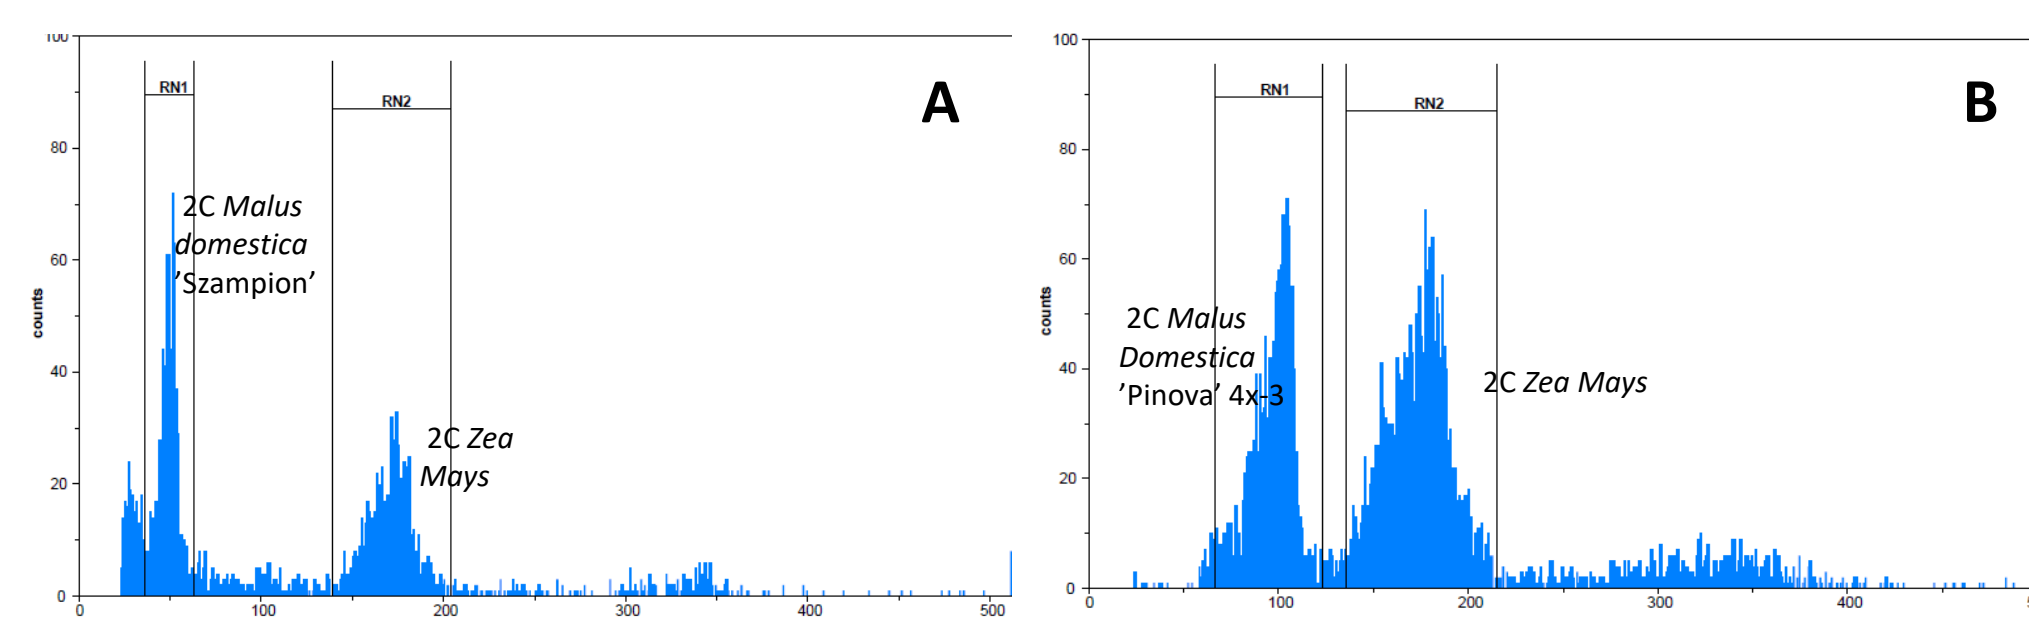 100
RN1
RN2
A
80
2C Malus
domestica
’Szampion’
60
counts
40
2C Zea
Mays
20
0
0 100 200 300 400 500
100
RN1
RN2
B
80
60
counts
2C Malus
Domestica
’Pinova’ 4x-3
40
2C Zea Mays
20
0
0 100 200 300 400